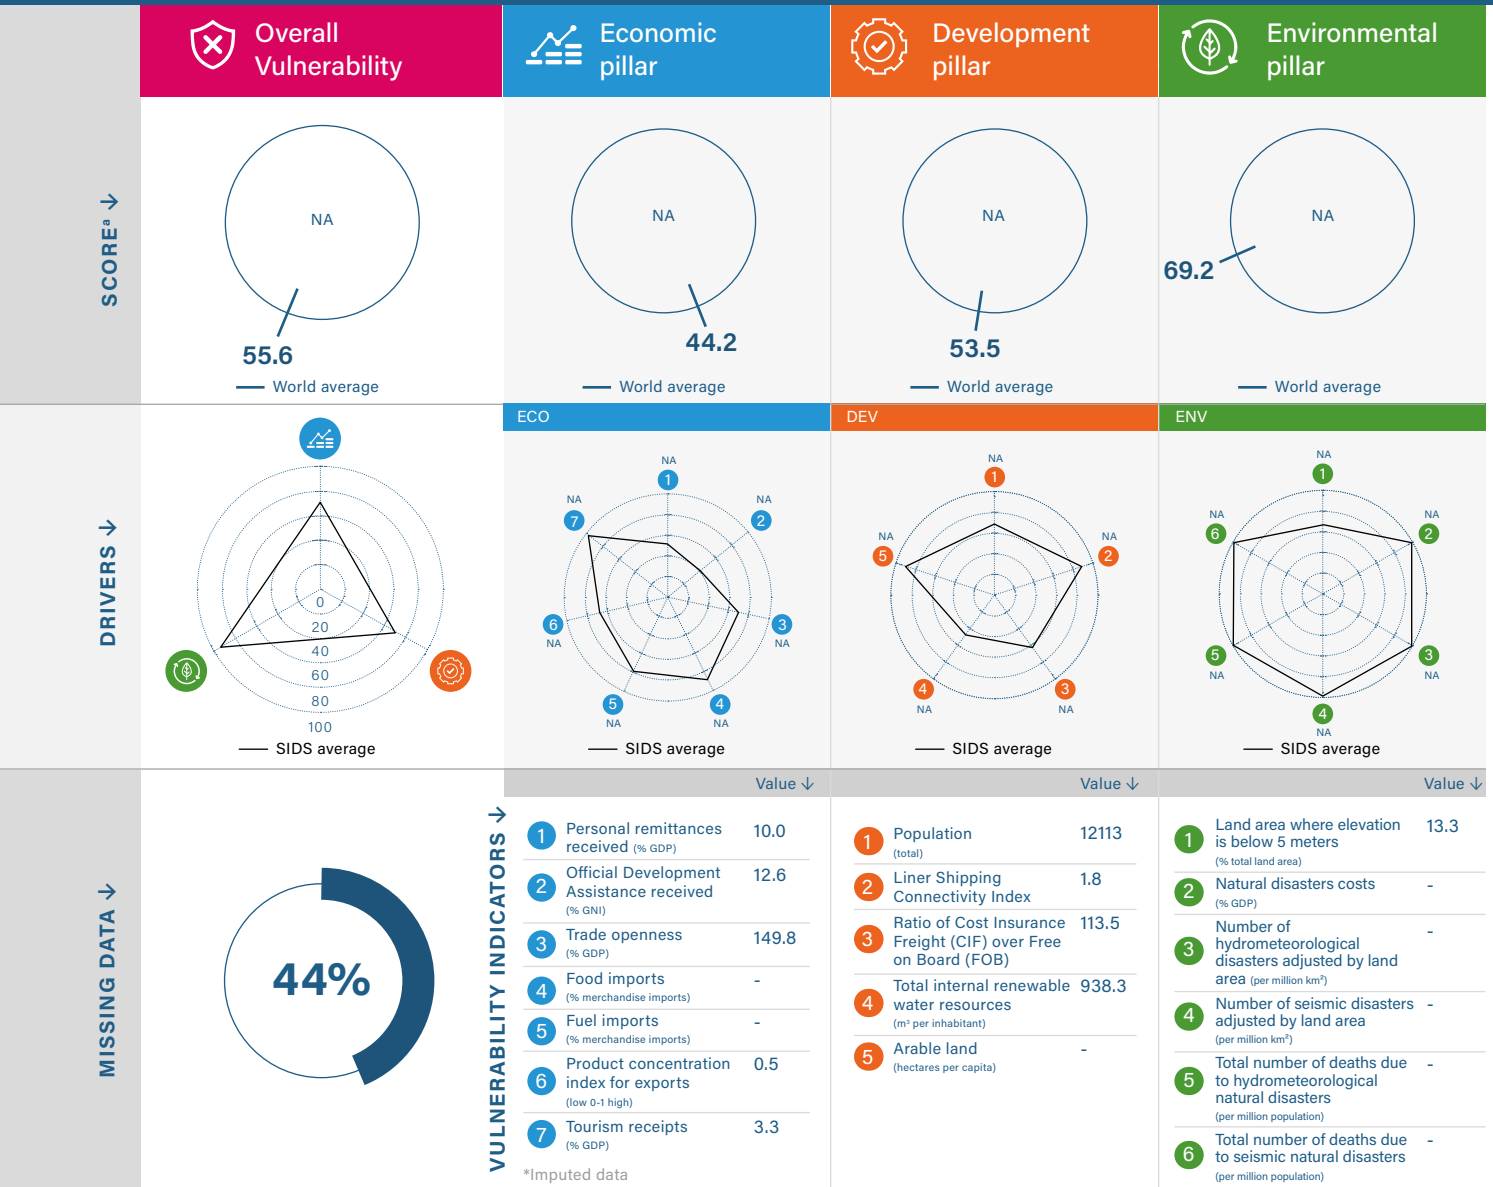 Overall
Vulnerability
Economic
pillar
Development
pillar
Environmental
pillar
SCOREª
NA
55.6
World average
NA
44.2
World average
NA
53.5
World average
NA
69.2
World average
DRIVERS
0
20
40
60
80
100
SIDS average
ECO
NA
1
NA
2
3
NA
4
NA
5
NA
6
NA
NA
7
SIDS average
DEV
NA
1
NA
2
3
NA
4
NA
NA
5
SIDS average
ENV
NA
1
NA
2
3
NA
4
NA
5
NA
NA
6
SIDS average
MISSING DATA
44%
VULNERABILITY INDICATORS
Value
1 Personal remittances 10.0
received (% GDP)
2 Official Development 12.6
Assistance received
(% GNI)
3 Trade openness 149.8
(% GDP)
4 Food imports -
(% merchandise imports)
5 Fuel imports -
(% merchandise imports)
6 Product concentration 0.5
index for exports
(low 0-1 high)
7 Tourism receipts 3.3
(% GDP)
*Imputed data
Value
1 Population 12113
(total)
2 Liner Shipping 1.8
Connectivity Index
3 Ratio of Cost Insurance 113.5
Freight (CIF) over Free
on Board (FOB)
4 Total internal renewable 938.3
water resources
(m³ per inhabitant)
5 Arable land -
(hectares per capita)
Value
1 Land area where elevation 13.3
is below 5 meters
(% total land area)
2 Natural disasters costs -
(% GDP)
3 Number of -
hydrometeorological
disasters adjusted by land
area (per million km²)
4 Number of seismic disasters -
adjusted by land area
(per million km²)
5 Total number of deaths due -
to hydrometeorological
natural disasters
(per million population)
6 Total number of deaths due -
to seismic natural disasters
(per million population)